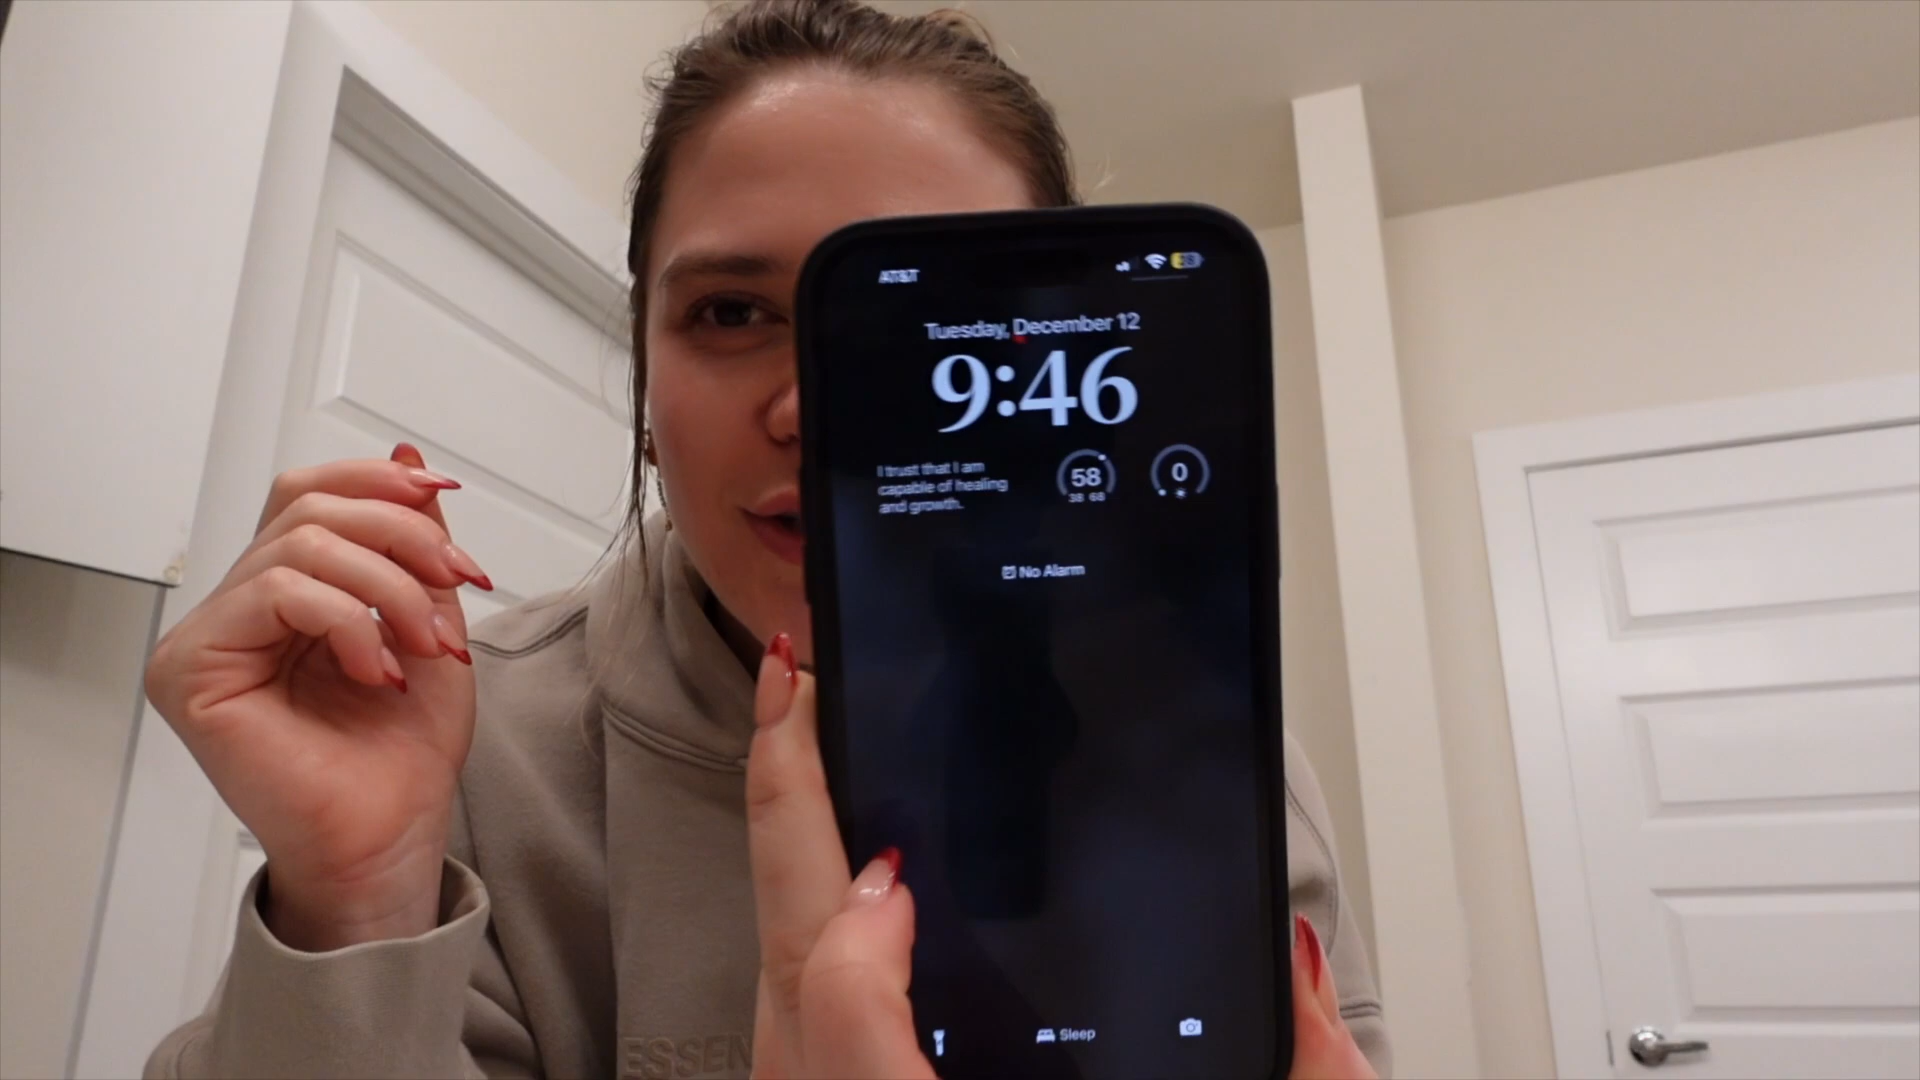 AT&T
28
Tuesday, December 12
9:46
I trust that I am
capable of healing
and growth.
58
38 68
0
No Alarm
Sleep
ESSEN